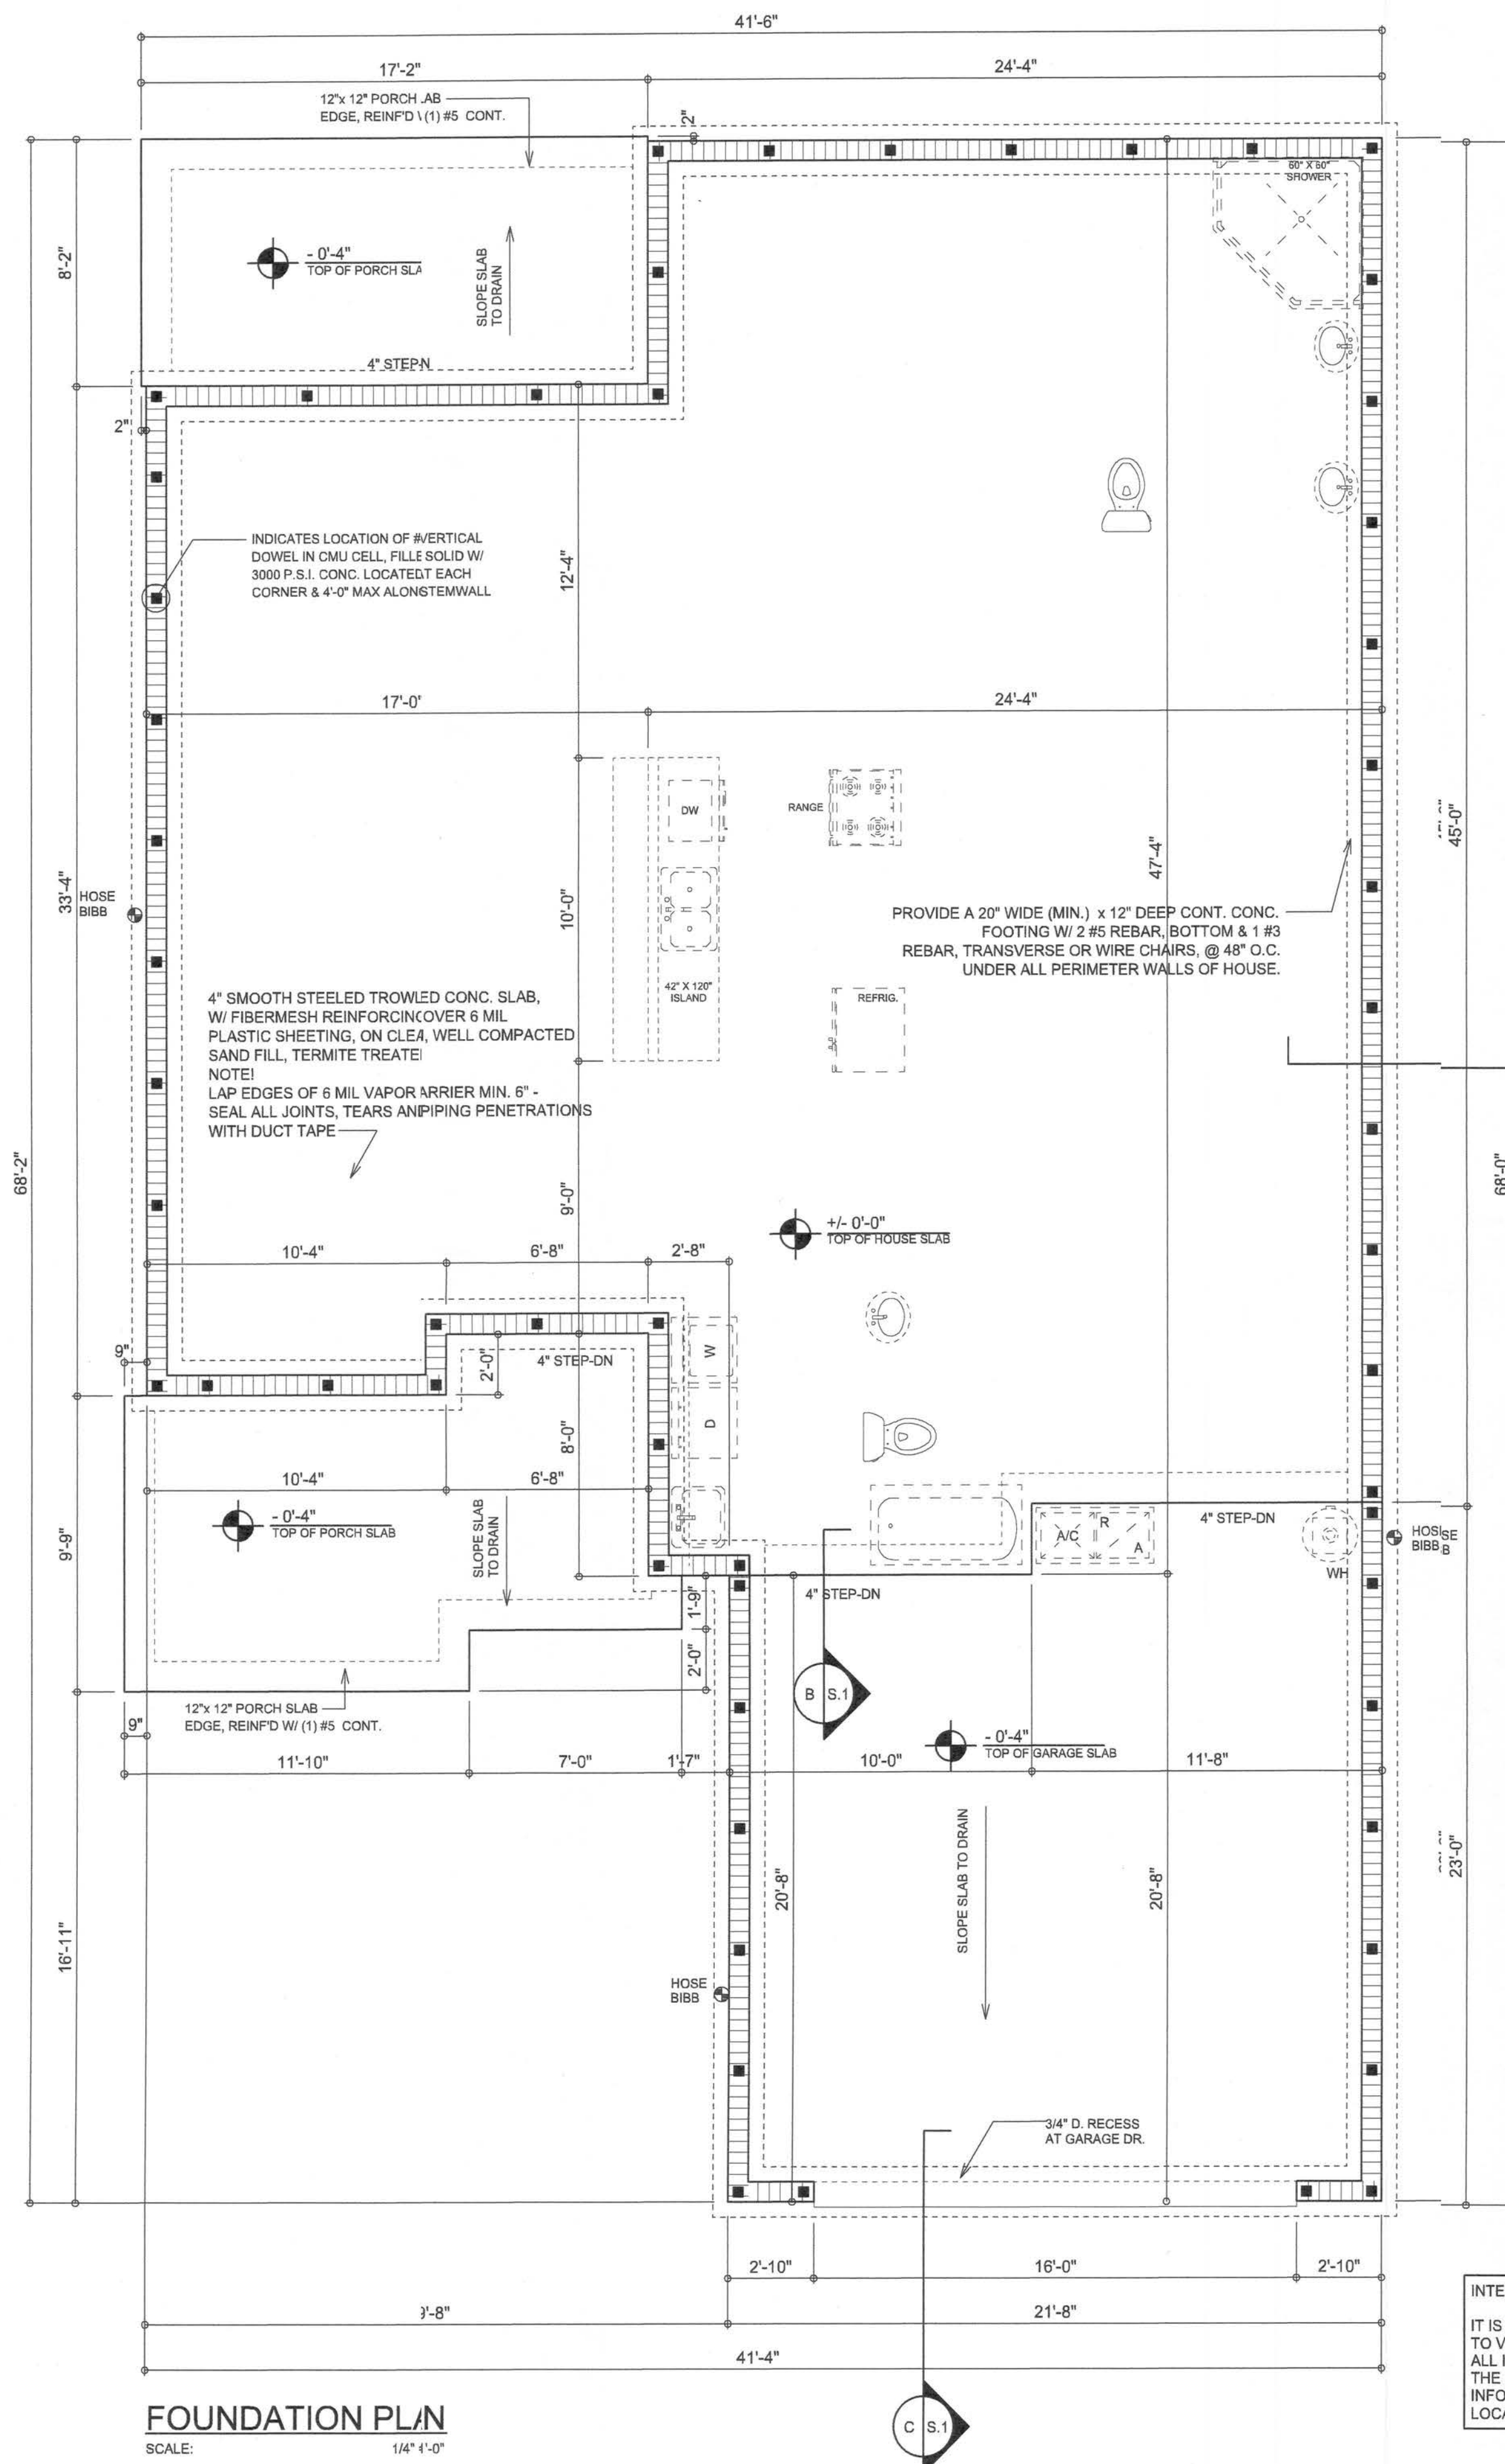 41'-6"
17'-2"
24'-4"
12"x 12" PORCH
EDGE, REINF'D (1) #5 CONT.
2"
60" X 60"
SHOWER
8'-2"
- 0'-4"
TOP OF PORCH SLA
SLOPE SLAB
TO DRAIN
4" STEP
2"
INDICATES LOCATION OF VERTICAL
DOWEL IN CMU CELL, SOLID W/
3000 P.S.I. CONC. EACH
CORNER & 4'-0" MAX
12'-4"
17'-0"
24'-4"
DW
RANGE
47'-4"
45'-0"
33'-4"
HOSE
BIBB
10'-0"
PROVIDE A 20" WIDE (MIN.) x 12" DEEP CONT. CONC.
FOOTING W/ 2 #5 REBAR, BOTTOM & 1 #3
REBAR, TRANSVERSE OR WIRE CHAIRS, @ 48" O.C.
UNDER ALL PERIMETER WALLS OF HOUSE.
42" X 120"
ISLAND
REFRIG.
4" SMOOTH STEELED CONC. SLAB,
W/ FIBERMESH OVER 6 MIL
PLASTIC SHEETING, ON WELL COMPACTED
SAND FILL, TERMITE
NOTE!
LAP EDGES OF 6 MIL VAPOR MIN. 6" -
SEAL ALL JOINTS, TEARS PIPING PENETRATIONS
WITH DUCT TAPE
68'-2"
68'-0"
9'-0"
+/- 0'-0"
TOP OF HOUSE SLAB
10'-4"
6'-8"
2'-8"
9"
2'-0"
4" STEP-DN
W
D
8'-0"
10'-4"
6'-8"
- 0'-4"
TOP OF PORCH SLAB
SLOPE SLAB
TO DRAIN
9'-9"
A/C
R
A
4" STEP-DN
WH
HOSE
BIBB
4" STEP-DN
1'-9"
2'-0"
B S.1
12"x 12" PORCH SLAB
EDGE, REINF'D W/ (1) #5 CONT.
9"
- 0'-4"
TOP OF GARAGE SLAB
11'-10"
7'-0"
1'-7"
10'-0"
11'-8"
SLOPE SLAB TO DRAIN
20'-8"
20'-8"
23'-0"
16'-11"
HOSE
BIBB
3/4" D. RECESS
AT GARAGE DR.
2'-10"
16'-0"
2'-10"
'-8"
21'-8"
41'-4"
C S.1
FOUNDATION PLAN
SCALE: 1/4" 1'-0"
INTE
IT IS
TO V
ALL
THE
INFO
LOCA